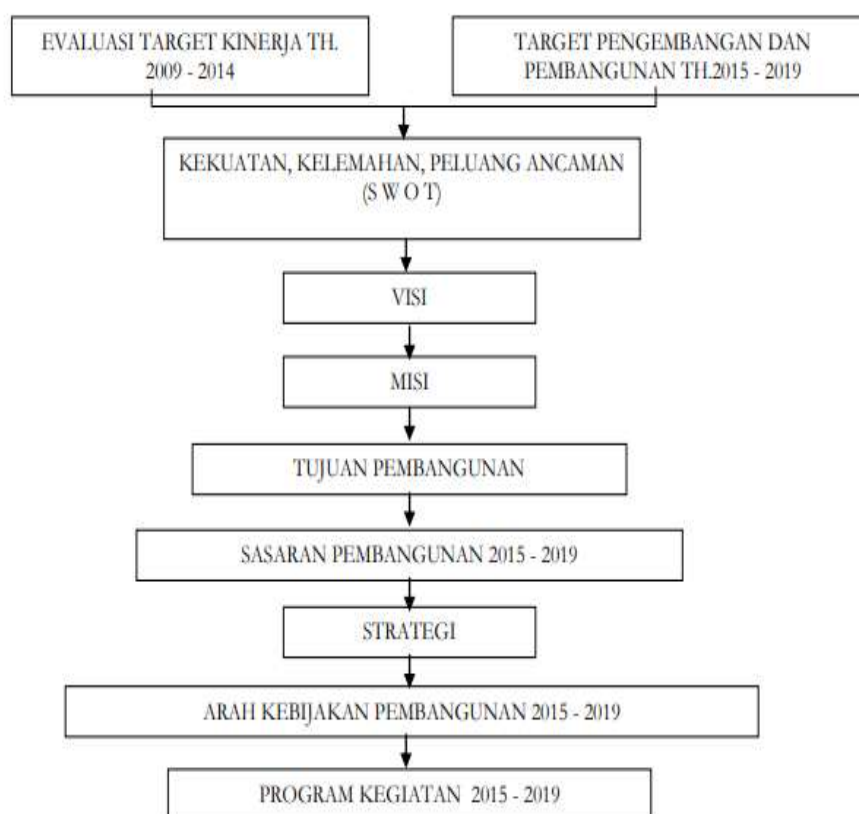 EVALUASI TARGET KINERJA TH.
2009 - 2014
TARGET PENGEMBANGAN DAN
PEMBANGUNAN TH.2015 - 2019
KEKUATAN, KELEMAHAN, PELUANG ANCAMAN
(S W O T)
VISI
MISI
TUJUAN PEMBANGUNAN
SASARAN PEMBANGUNAN 2015 - 2019
STRATEGI
ARAH KEBIJAKAN PEMBANGUNAN 2015 - 2019
PROGRAM KEGIATAN 2015 - 2019